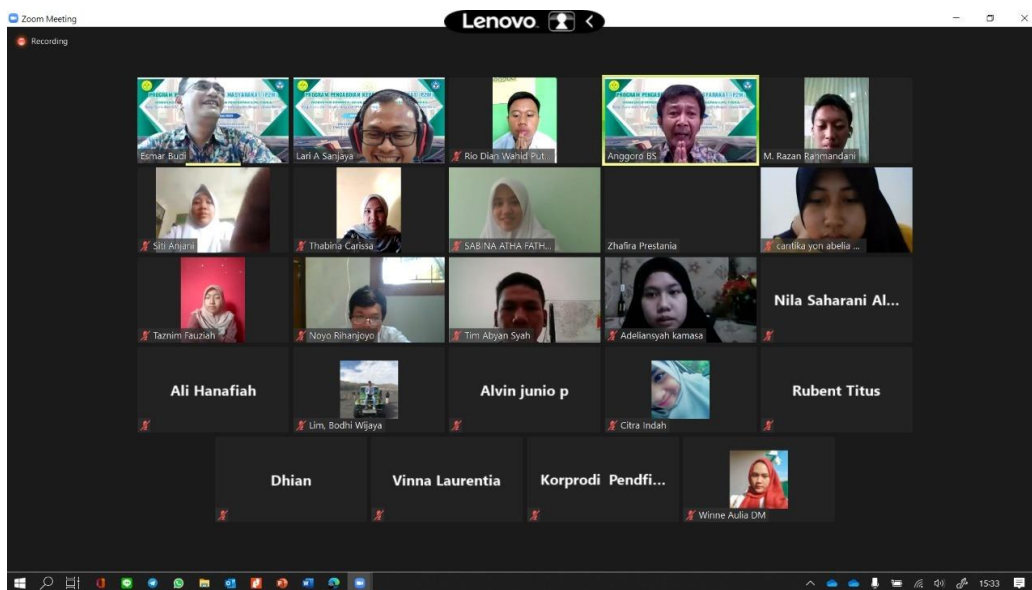 Zoom Meeting
Lenovo
Recording
Esmar Budi
Lari A Sanjaya
Rio Dian Wahid Put...
Anggoro BS
M. Razan Rahmandani
Siti Anjani
Thabina Carissa
SABINA ATHA FATH...
Zhafira Prestania
cantika yon abelia ...
Taznim Fauziah
Noyo Rihanjoyo
Tim Abyan Syah
Adeliansyah kamasa
Nila Saharani Al...
Ali Hanafiah
Lim, Bodhi Wijaya
Alvin junio p
Citra Indah
Rubent Titus
Dhian
Vinna Laurentia
Korprodi Pendfi...
Winne Aulia DM
15:33